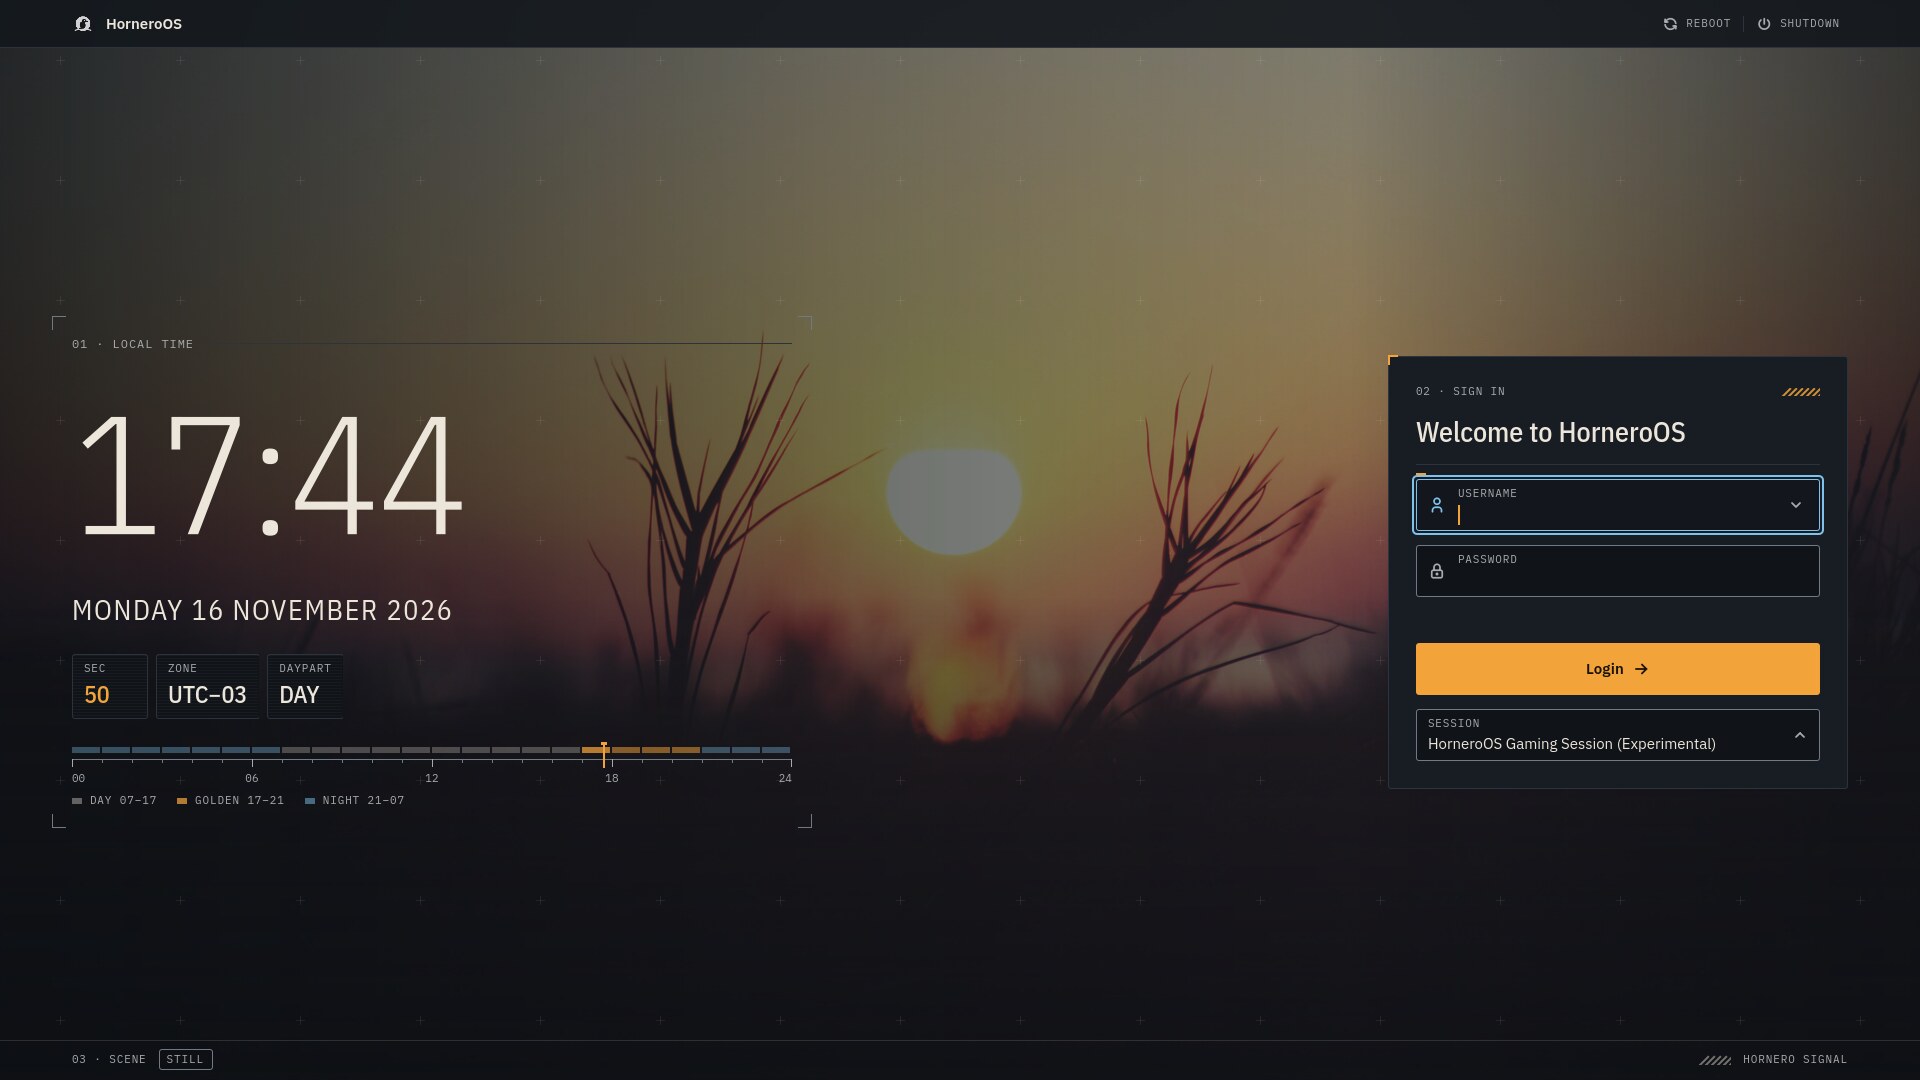 HorneroOS
REBOOT
SHUTDOWN
01 · LOCAL TIME
17:44
MONDAY 16 NOVEMBER 2026
SEC
50
ZONE
UTC−03
DAYPART
DAY
00 06 12 18 24
DAY 07–17 GOLDEN 17–21 NIGHT 21–07
02 · SIGN IN
Welcome to HorneroOS
USERNAME
PASSWORD
Login →
SESSION
HorneroOS Gaming Session (Experimental)
03 · SCENE STILL
HORNERO SIGNAL